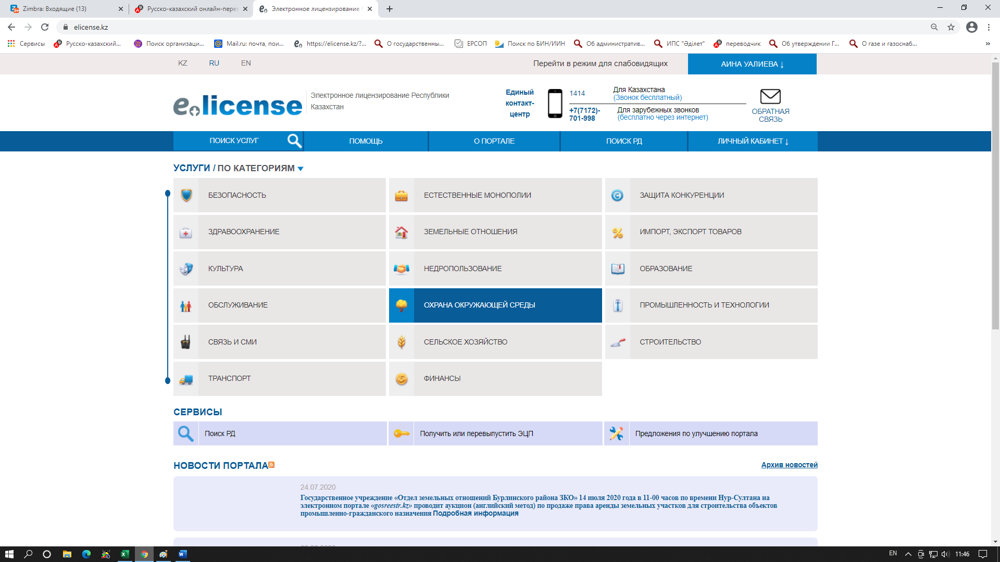 Zimbra: Входящие (13)
Русско-казахский онлайн-перев
Электронное лицензирование
elicense.kz
Сервисы
Русско-казахский...
Поиск организаци...
Mail.ru: почта, пои...
https://elicense.kz/?...
О государственны...
ЕРСОП
Поиск по БИН/ИИН
Об административ...
ИПС "Әділет"
переводчик
Об утверждении Г...
О газе и газоснаб...
»
KZ RU EN
Перейти в режим для слабовидящих
АИНА УАЛИЕВА ↓
e.license
Электронное лицензирование Республики
Казахстан
Единый
контакт-
центр
1414
Для Казахстана
(Звонок бесплатный)
+7(7172)-
701-998
Для зарубежных звонков
(бесплатно через интернет)
ОБРАТНАЯ
СВЯЗЬ
ПОИСК УСЛУГ
ПОМОЩЬ
О ПОРТАЛЕ
ПОИСК РД
ЛИЧНЫЙ КАБИНЕТ ↓
УСЛУГИ / ПО КАТЕГОРИЯМ
БЕЗОПАСНОСТЬ
ЕСТЕСТВЕННЫЕ МОНОПОЛИИ
ЗАЩИТА КОНКУРЕНЦИИ
ЗДРАВООХРАНЕНИЕ
ЗЕМЕЛЬНЫЕ ОТНОШЕНИЯ
ИМПОРТ, ЭКСПОРТ ТОВАРОВ
КУЛЬТУРА
НЕДРОПОЛЬЗОВАНИЕ
ОБРАЗОВАНИЕ
ОБСЛУЖИВАНИЕ
ОХРАНА ОКРУЖАЮЩЕЙ СРЕДЫ
ПРОМЫШЛЕННОСТЬ И ТЕХНОЛОГИИ
СВЯЗЬ И СМИ
СЕЛЬСКОЕ ХОЗЯЙСТВО
СТРОИТЕЛЬСТВО
ТРАНСПОРТ
ФИНАНСЫ
СЕРВИСЫ
Поиск РД
Получить или перевыпустить ЭЦП
Предложения по улучшению портала
НОВОСТИ ПОРТАЛА
Архив новостей
24.07.2020
Государственное учреждение «Отдел земельных отношений Бурлинского района ЗКО» 14 июля 2020 года в 11-00 часов по времени Нур-Султана на
электронном портале «gosreestr.kz» проводит аукцион (английский метод) по продаже права аренды земельных участков для строительства объектов
промышленно-гражданского назначения Подробная информация
EN
11:46